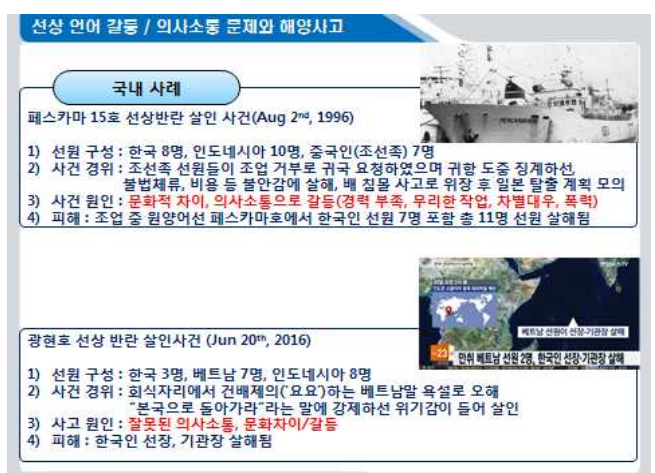 선상 언어 갈등 / 의사소통 문제와 해양사고
국내 사례
페스카마 15호 선상반란 살인 사건(Aug 2nd, 1996)
1) 선원 구성 : 한국 8명, 인도네시아 10명, 중국인(조선족) 7명
2) 사건 경위 : 조선족 선원들이 조업 거부로 귀국 요청하였으며 귀항 도중 징계하선,
불법체류, 비용 등 불안감에 살해, 배 침몰 사고로 위장 후 일본 탈출 계획 모의
3) 사건 원인 : 문화적 차이, 의사소통으로 갈등(경력 부족, 무리한 작업, 차별대우, 폭력)
4) 피해 : 조업 중 원양어선 페스카마호에서 한국인 선원 7명 포함 총 11명 선원 살해됨
베트남 선원이 선장·기관장 살해
-23
만취 베트남 선원 2명, 한국인 선장·기관장 살해
광현호 선상 반란 살인사건 (Jun 20th, 2016)
1) 선원 구성 : 한국 3명, 베트남 7명, 인도네시아 8명
2) 사건 경위 : 회식자리에서 건배제의('요요')하는 베트남말 욕설로 오해
"본국으로 돌아가라"라는 말에 강제하선 위기감이 들어 살인
3) 사고 원인 : 잘못된 의사소통, 문화차이/갈등
4) 피해 : 한국인 선장, 기관장 살해됨